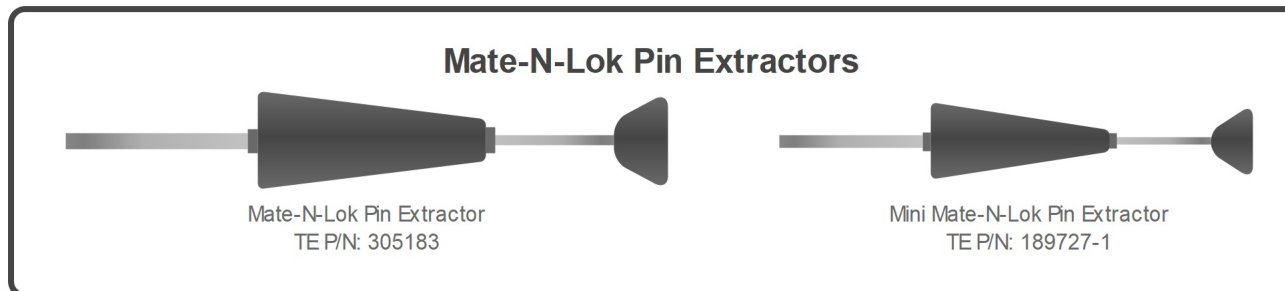 Mate-N-Lok Pin Extractors
Mate-N-Lok Pin Extractor
TE P/N: 305183
Mini Mate-N-Lok Pin Extractor
TE P/N: 189727-1